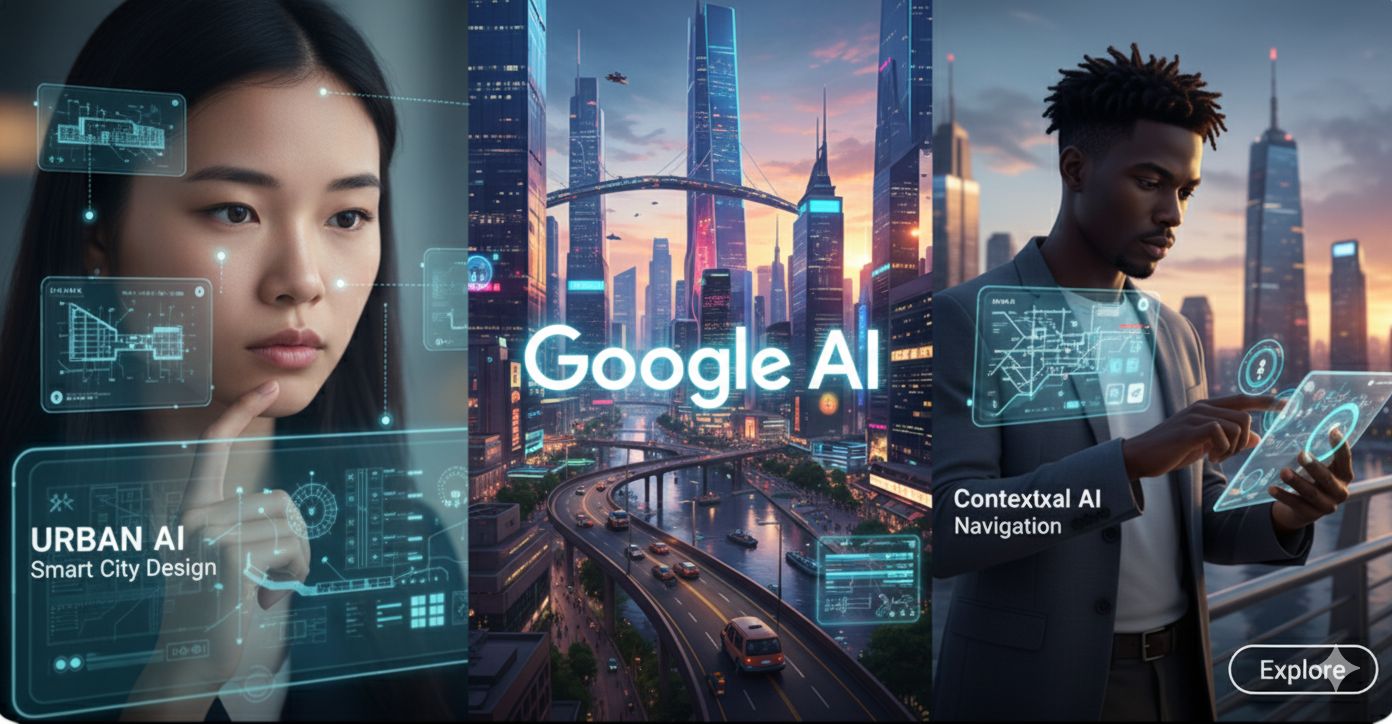 URBAN AI
Smart City Design
Google AI
Contextxal AI
Navigation
Explore